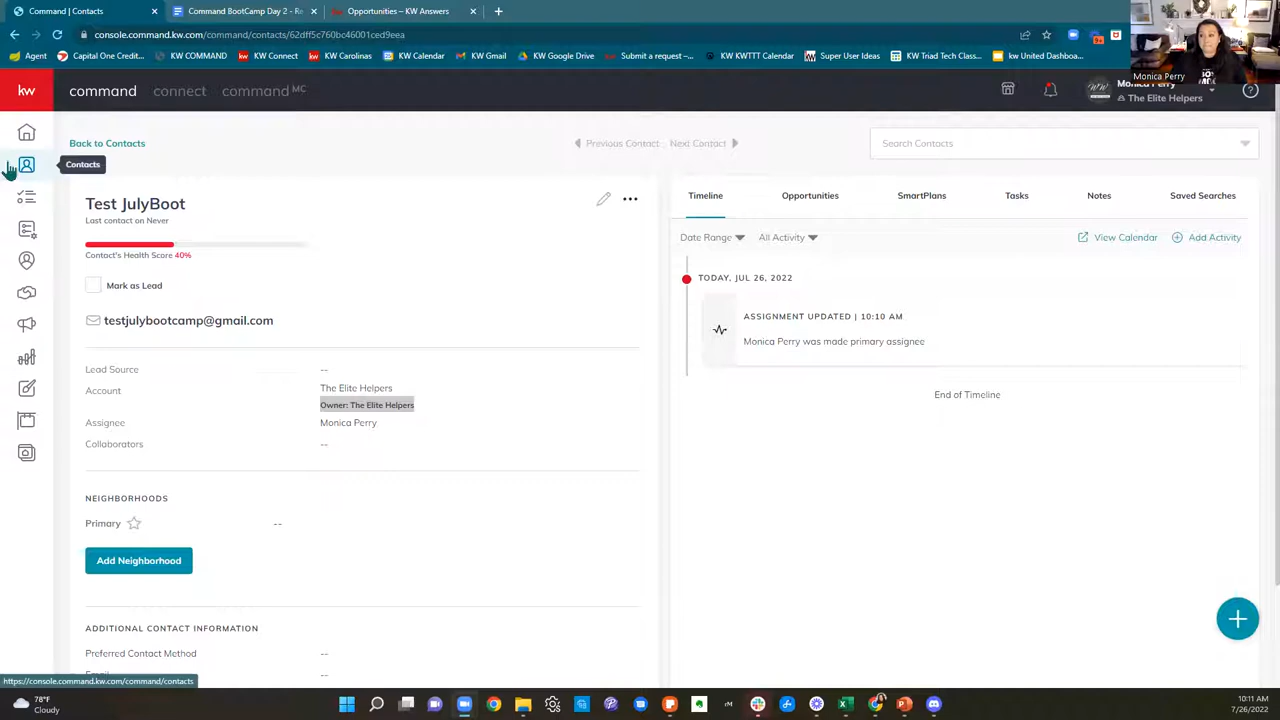 Command | Contacts
Command BootCamp Day 2 - R
Opportunities – KW Answers
console.command.kw.com/command/contacts/62dff5c760bc46001ced9eea
Agent
Capital One Credit...
KW COMMAND
KW Connect
KW Carolinas
KW Calendar
KW Gmail
KW Google Drive
Submit a request –...
KW KWTTT Calendar
Super User Ideas
KW Triad Tech Class...
kw United Dashboa...
Monica Perry
kw
command
connect
command MC
Monica Perry
The Elite Helpers
Back to Contacts
Previous Contact
Next Contact
Search Contacts
Contacts
Test JulyBoot
Last contact on Never
Contact's Health Score 40%
Mark as Lead
testjulybootcamp@gmail.com
Lead Source
--
Account
The Elite Helpers
Owner: The Elite Helpers
Assignee
Monica Perry
Collaborators
--
NEIGHBORHOODS
Primary
--
Add Neighborhood
ADDITIONAL CONTACT INFORMATION
Preferred Contact Method
--
Timeline
Opportunities
SmartPlans
Tasks
Notes
Saved Searches
Date Range
All Activity
View Calendar
Add Activity
TODAY, JUL 26, 2022
ASSIGNMENT UPDATED | 10:10 AM
Monica Perry was made primary assignee
End of Timeline
https://console.command.kw.com/command/contacts
78°F
Cloudy
10:11 AM
7/26/2022